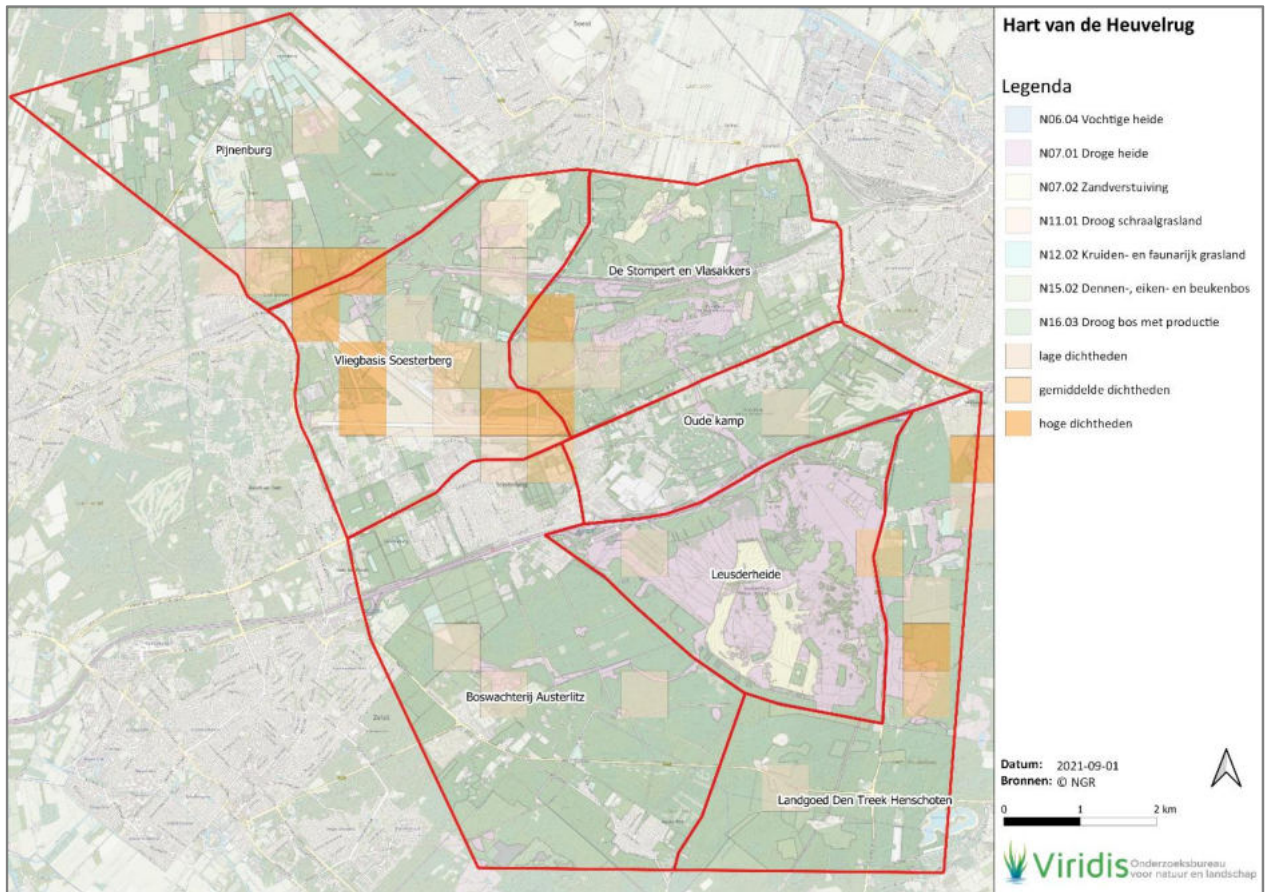 Hart van de Heuvelrug
Legenda
N06.04 Vochtige heide
N07.01 Droge heide
N07.02 Zandverstuiving
N11.01 Droog schraalgrasland
N12.02 Kruiden- en faunarijk grasland
N15.02 Dennen-, eiken- en beukenbos
N16.03 Droog bos met productie
lage dichtheden
gemiddelde dichtheden
hoge dichtheden
Soest
Pijnenburg
De Stompert en Vlasakkers
Vliegbasis Soesterberg
Oude kamp
Leusderheide
Boswachterij Austerlitz
Zeist
Landgoed Den Treek Henschoten
Datum: 2021-09-01
Bronnen: © NGR
0 1 2 km
Viridis Onderzoeksbureau
voor natuur en landschap